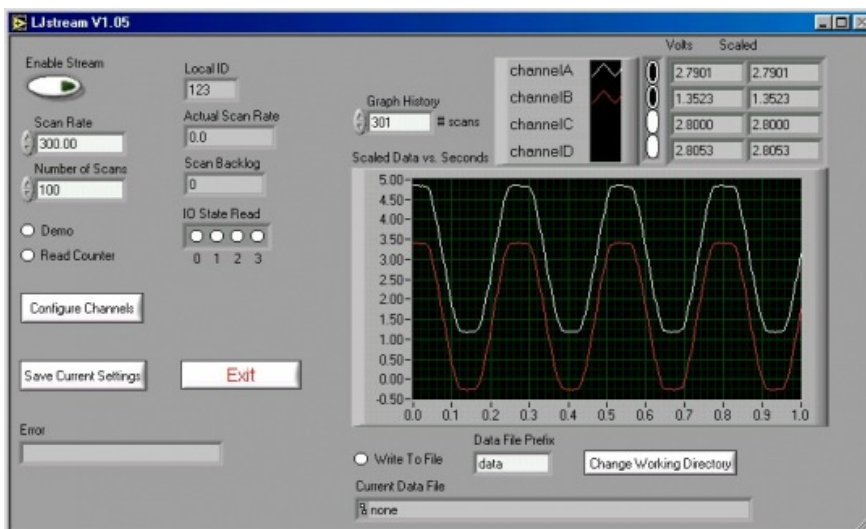 LJstream V1.05
Enable Stream
Local ID
123
Scan Rate
300.00
Actual Scan Rate
0.0
Number of Scans
100
Scan Backlog
0
Demo
Read Counter
IO State Read
0 1 2 3
Configure Channels
Save Current Settings
Exit
Error
Graph History
301 # scans
Volts Scaled
channelA 2.7901 2.7901
channelB 1.3523 1.3523
channelC 2.8000 2.8000
channelD 2.8053 2.8053
Scaled Data vs. Seconds
5.00
4.50
4.00
3.50
3.00
2.50
2.00
1.50
1.00
0.50
0.00
-0.50
0.0 0.1 0.2 0.3 0.4 0.5 0.6 0.7 0.8 0.9 1.0
Write To File
Data File Prefix
data
Change Working Directory
Current Data File
none